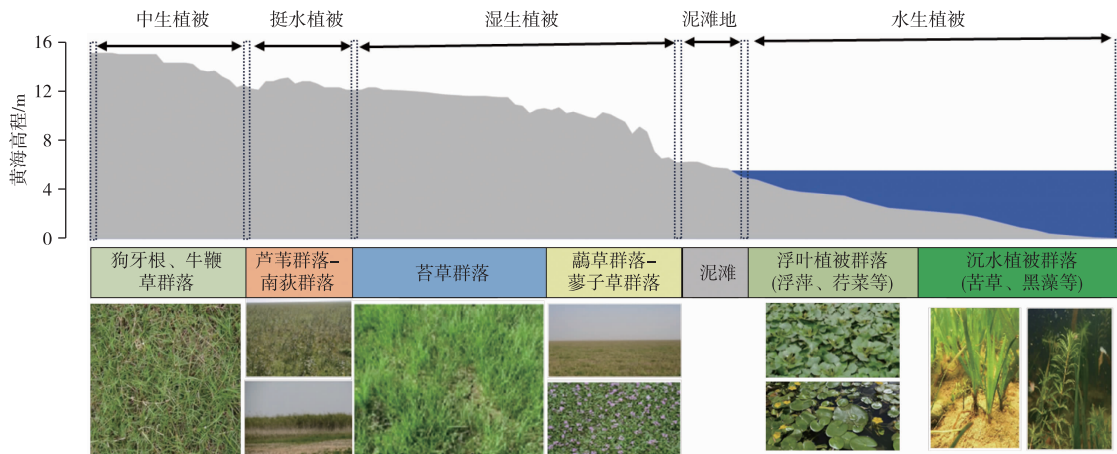 中生植被
挺水植被
湿生植被
泥滩地
水生植被
16
12
8
4
0
黄海高程/m
狗牙根、牛鞭
草群落
芦苇群落–
南荻群落
苔草群落
藨草群落–
蓼子草群落
泥滩
浮叶植被群落
(浮萍、荇菜等)
沉水植被群落
(苦草、黑藻等)